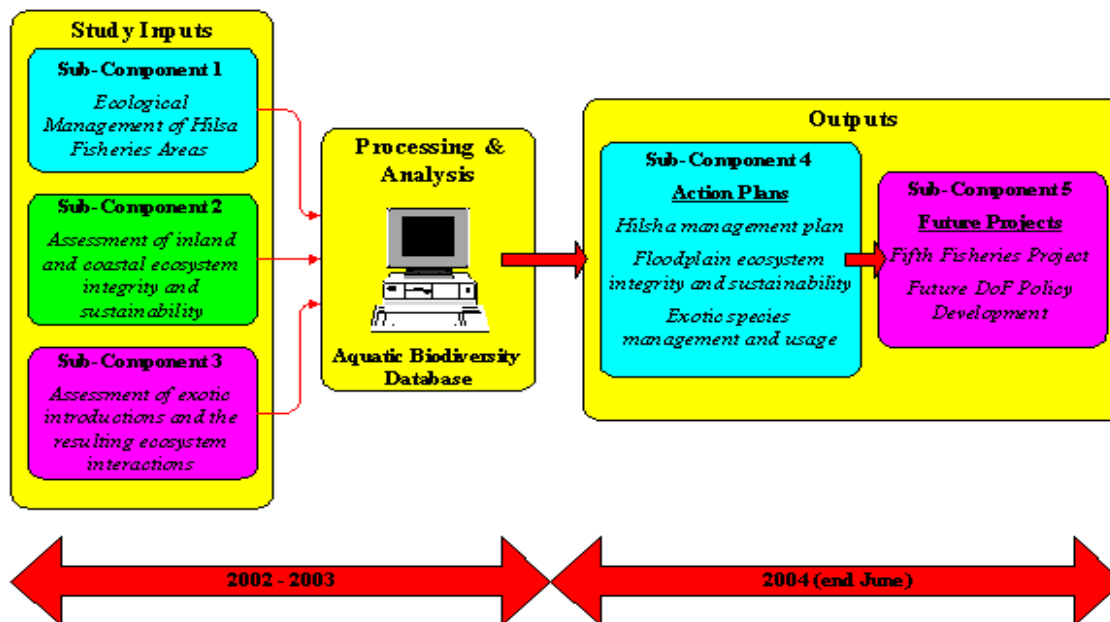 Study Inputs
Sub-Component 1
Ecological
Management of Hilsa
Fisheries Areas
Sub-Component 2
Assessment of inland
and coastal ecosystem
integrity and
sustainability
Sub-Component 3
Assessment of exotic
introductions and the
resulting ecosystem
interactions
Processing &
Analysis
Aquatic Biodiversity
Database
Outputs
Sub-Component 4
Action Plans
Hilsha management plan
Floodplain ecosystem
integrity and sustainability
Exotic species
management and usage
Sub-Component 5
Future Projects
Fifth Fisheries Project
Future DoF Policy
Development
2002 - 2003
2004 (end June)